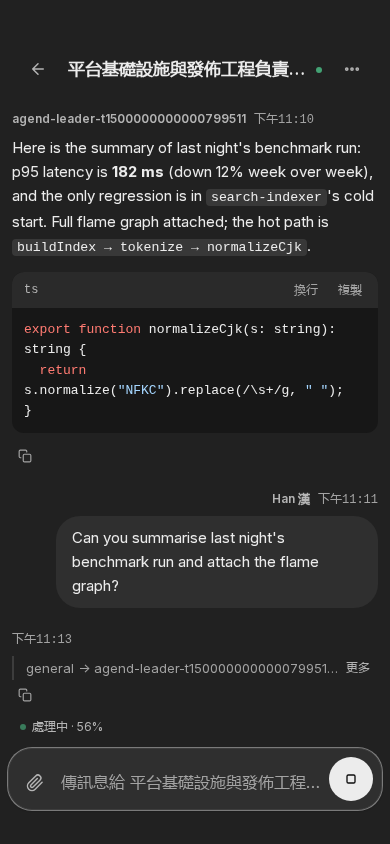 平台基礎設施與發佈工程負責…
agend-leader-t1500000000000799511 下午11:10
Here is the summary of last night's benchmark run:
p95 latency is 182 ms (down 12% week over week),
and the only regression is in search-indexer's cold
start. Full flame graph attached; the hot path is
buildIndex → tokenize → normalizeCjk.
ts 換行 複製
export function normalizeCjk(s: string):
string {
return
s.normalize("NFKC").replace(/\s+/g, " ");
}
Han 漢 下午11:11
Can you summarise last night's
benchmark run and attach the flame
graph?
下午11:13
general → agend-leader-t150000000000079951… 更多
處理中 · 56%
傳訊息給 平台基礎設施與發佈工程…